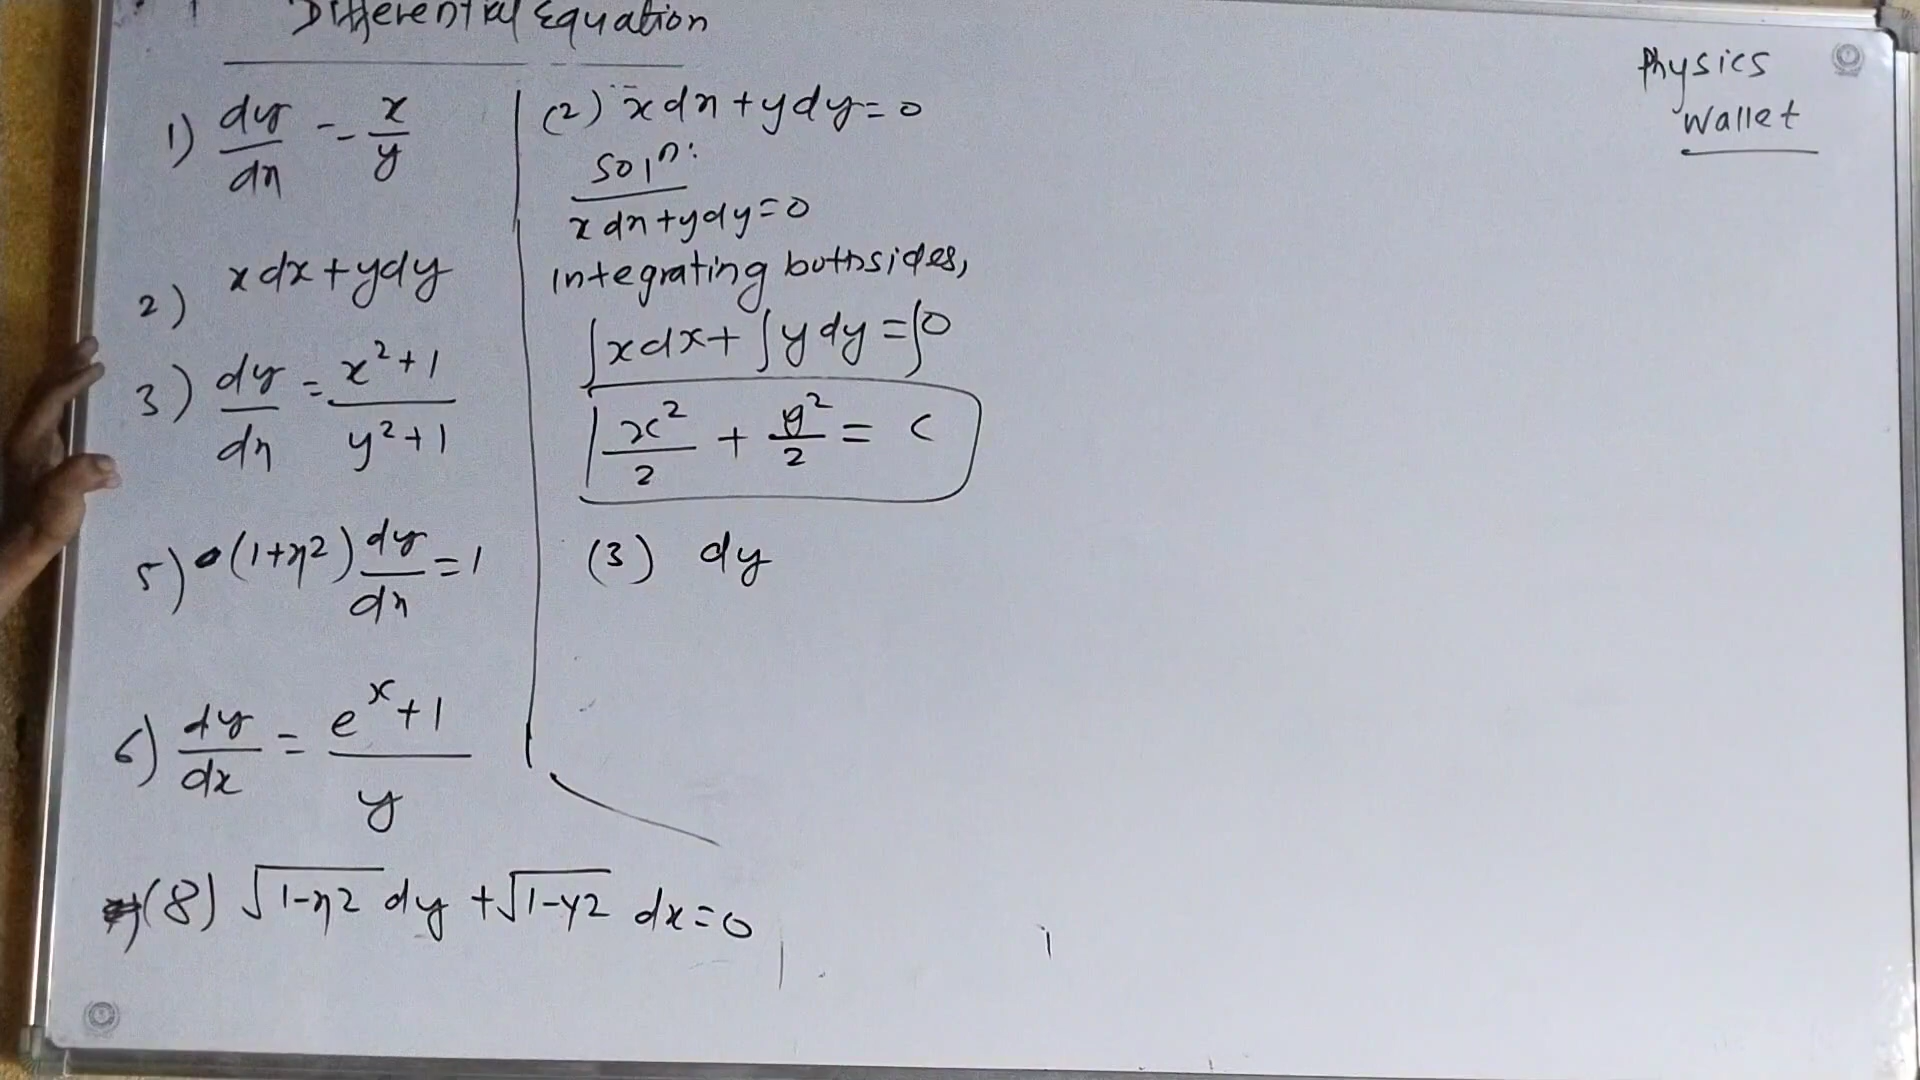 Differential Equation
1) dy/dx = - x/y
2) xdx+ydy
3) dy/dx = x²+1/y²+1
5) (1+x²) dy/dx = 1
6) dy/dx = e^x+1/y
(8) √1-x² dy + √1-y² dx=0
(2) xdx+ydy=0
Solⁿ:
xdx+ydy=0
integrating bothsides,
∫xdx+∫ydy=∫0
x²/2 + y²/2 = c
(3) dy
Physics
Wallet